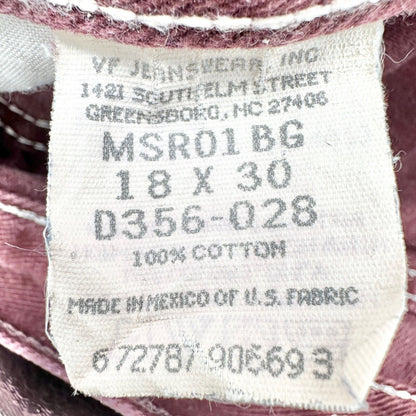 VF JEANSWEAR, INC
1421 SOUTH ELM STREET
GREENSBORO, NC 27406
MSR01BG
18 X 30
D356-028
100% COTTON
MADE IN MEXICO OF U.S. FABRIC
672787906693